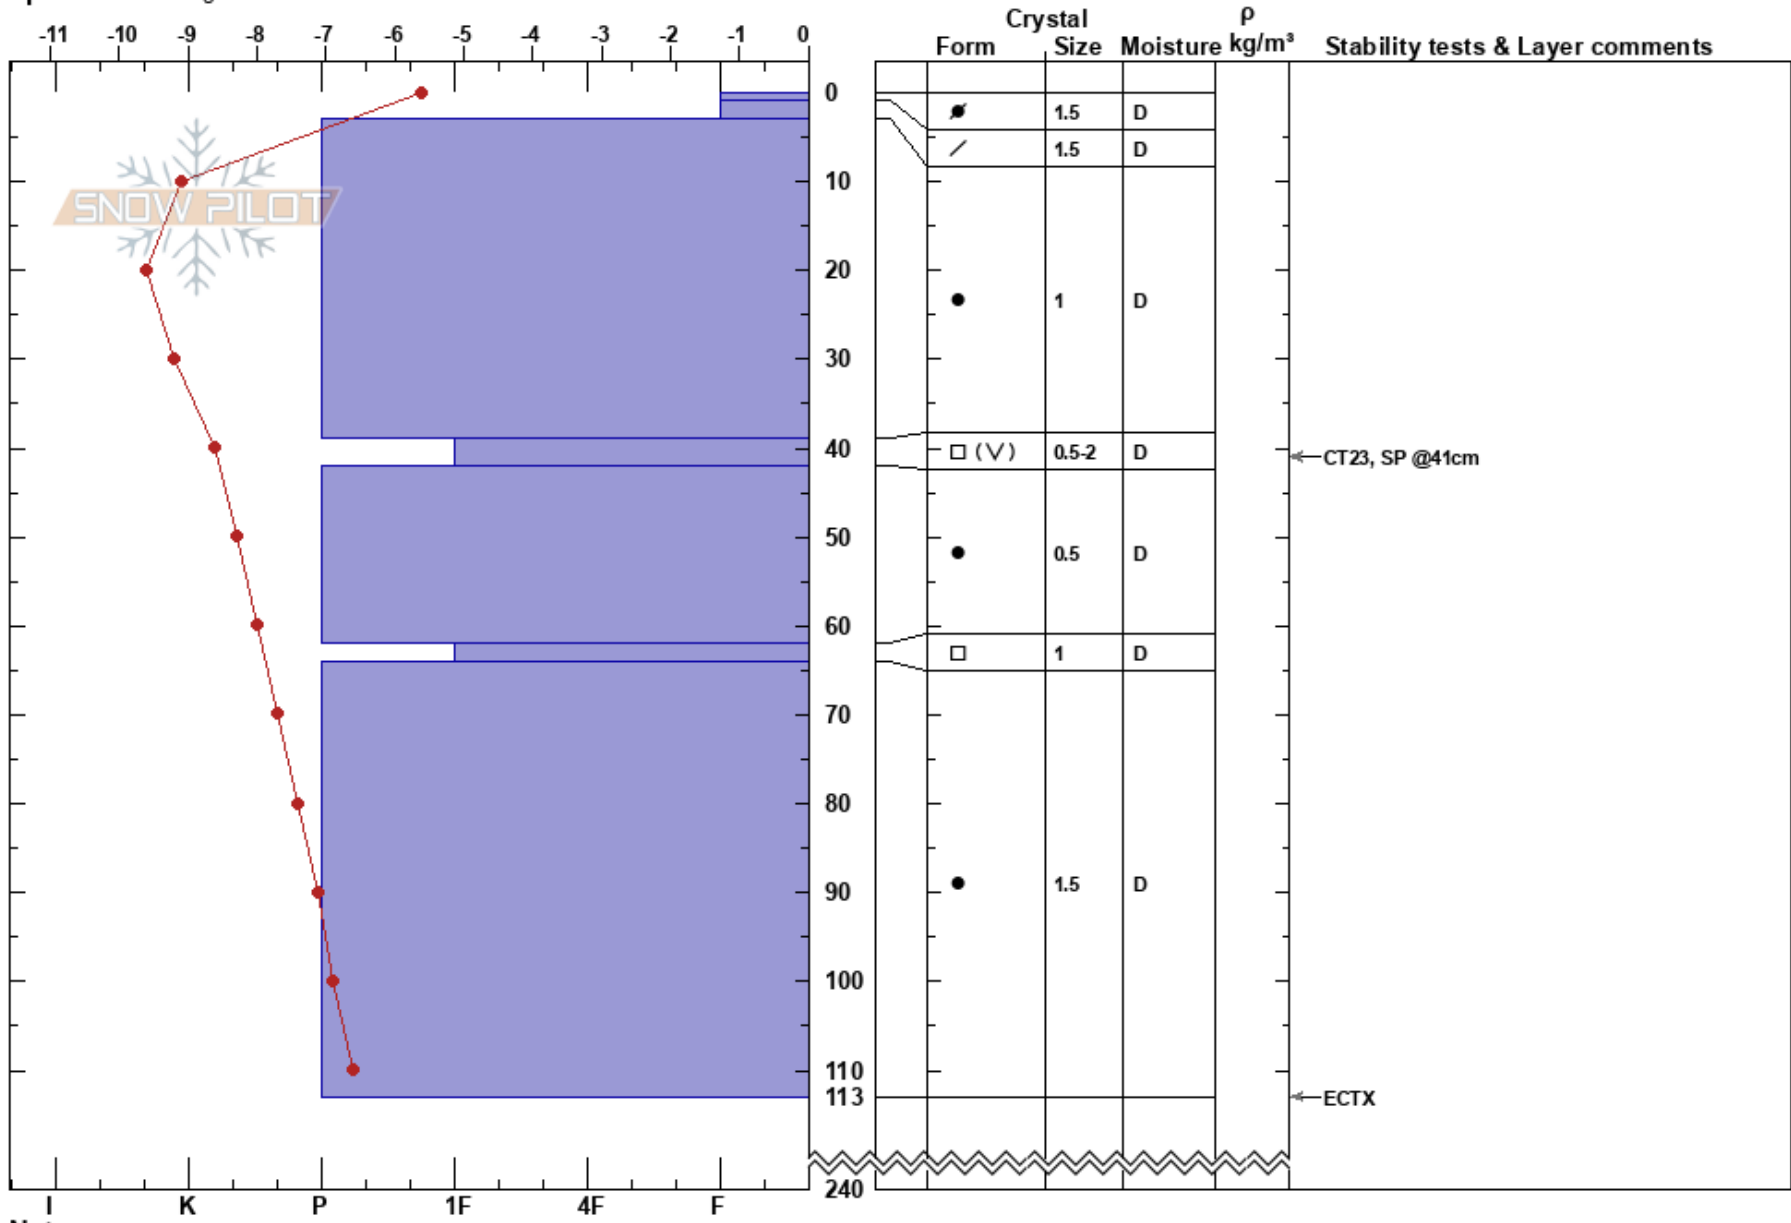 Crystal ρ
-11 -10 -9 -8 -7 -6 -5 -4 -3 -2 -1 0 Form Size Moisture kg/m³ Stability tests & Layer comments
0
1.5 D
1.5 D
10
SNOW PILOT
20
1 D
30
40 (V) 0.5-2 D CT23, SP @41cm
50
0.5 D
60
1 D
70
80
1.5 D
90
100
110
113 ECTX
240
I K P 1F 4F F